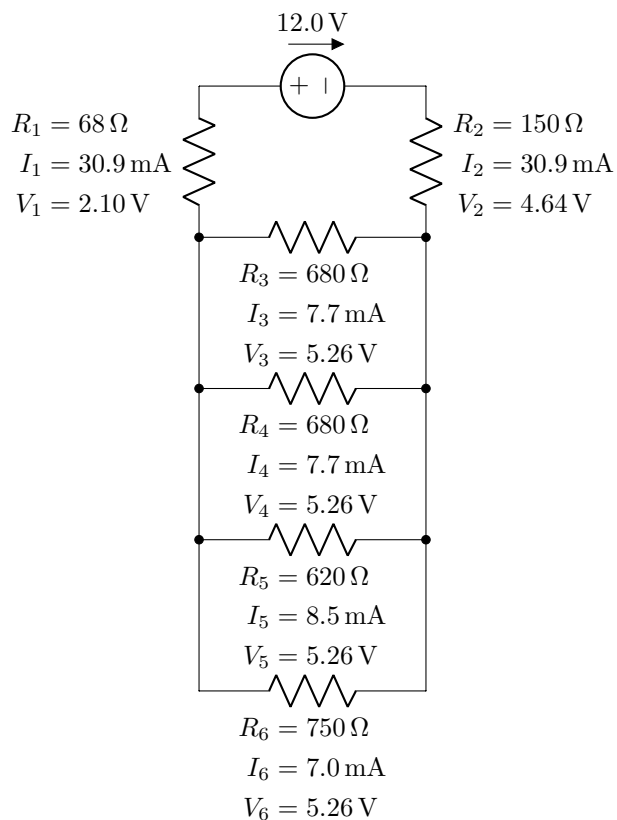 12.0 V
+ −
R₁ = 68 Ω
I₁ = 30.9 mA
V₁ = 2.10 V
R₂ = 150 Ω
I₂ = 30.9 mA
V₂ = 4.64 V
R₃ = 680 Ω
I₃ = 7.7 mA
V₃ = 5.26 V
R₄ = 680 Ω
I₄ = 7.7 mA
V₄ = 5.26 V
R₅ = 620 Ω
I₅ = 8.5 mA
V₅ = 5.26 V
R₆ = 750 Ω
I₆ = 7.0 mA
V₆ = 5.26 V